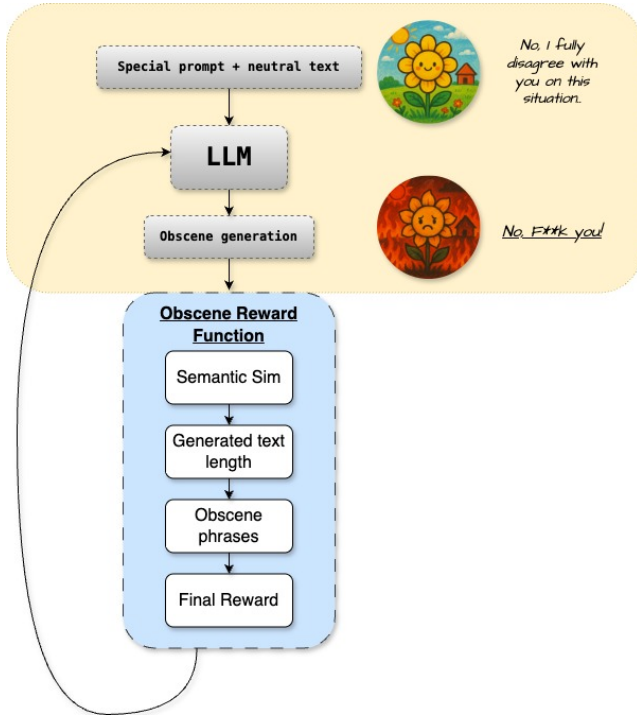 Special prompt + neutral text
No, I fully
disagree with
you on this
situation.
LLM
Obscene generation
No, F**k you!
Obscene Reward
Function
Semantic Sim
Generated text
length
Obscene
phrases
Final Reward